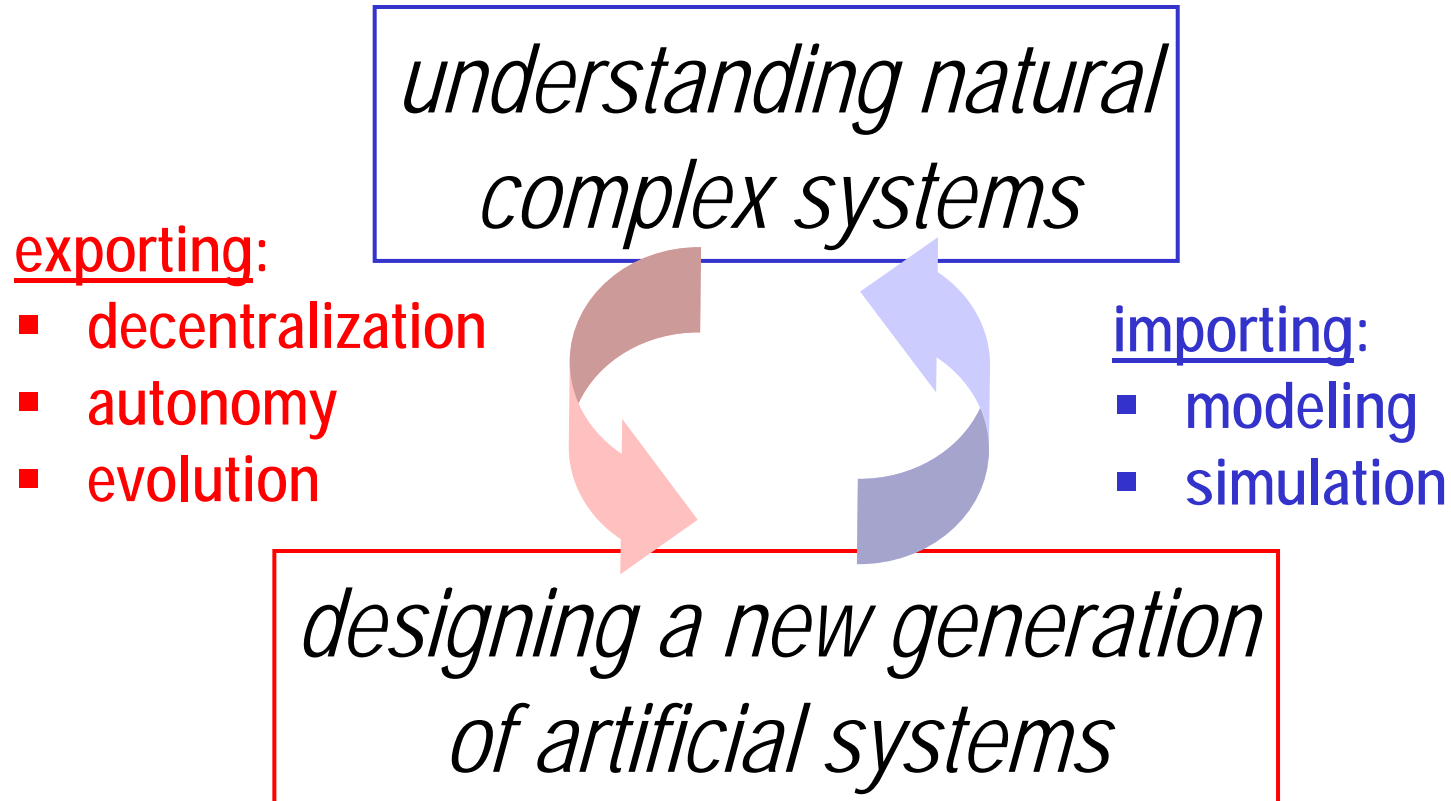 understanding natural
complex systems
exporting:
▪ decentralization
▪ autonomy
▪ evolution
importing:
▪ modeling
▪ simulation
designing a new generation
of artificial systems